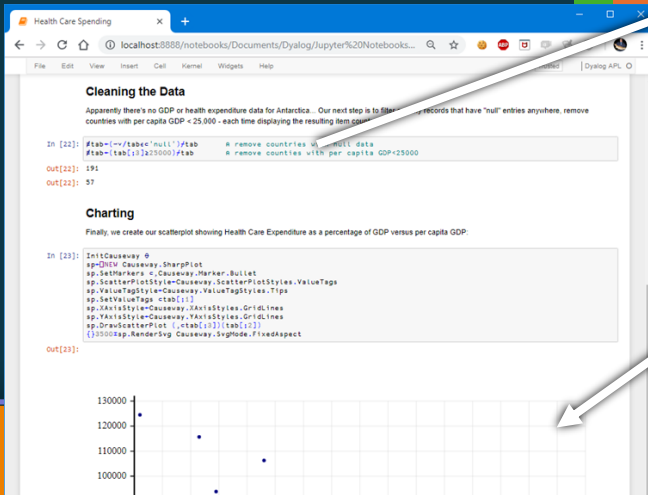 Health Care Spending
localhost:8888/notebooks/Documents/Dyalog/Jupyter%20Notebooks...
File Edit View Insert Cell Kernel Widgets Help
Dyalog APL
Cleaning the Data
Apparently there's no GDP or health expenditure data for Antarctica... Our next step is to filter records that have "null" entries anywhere, remove
countries with per capita GDP < 25,000 - each time displaying the resulting item
In [22]: ≢tab←(~∨/tab∊⊂'null')⌿tab ⍝ remove countries with null data
≢tab←(tab[;3]≥25000)⌿tab ⍝ remove counties with per capita GDP<25000
Out[22]: 191
Out[22]: 57
Charting
Finally, we create our scatterplot showing Health Care Expenditure as a percentage of GDP versus per capita GDP:
In [23]: InitCauseway ⍬
sp←⎕NEW Causeway.SharpPlot
sp.SetMarkers ⊂,Causeway.Marker.Bullet
sp.ScatterPlotStyle←Causeway.ScatterPlotStyles.ValueTags
sp.ValueTagStyle←Causeway.ValueTagStyles.Tips
sp.SetValueTags ⊂tab[;1]
sp.XAxisStyle←Causeway.XAxisStyles.GridLines
sp.YAxisStyle←Causeway.YAxisStyles.GridLines
sp.DrawScatterPlot (,⊂tab[;3])(tab[;2])
{}3500⌶sp.RenderSvg Causeway.SvgMode.FixedAspect
Out[23]:
130000
120000
110000
100000